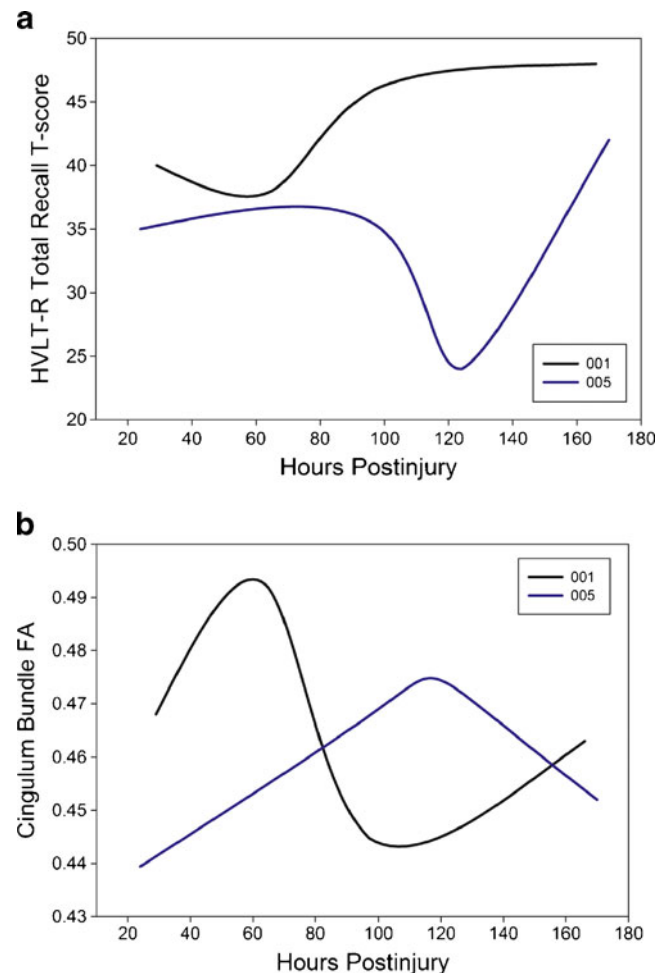 a
HVLT-R Total Recall T-score
50
45
40
35
30
25
20
001
005
20 40 60 80 100 120 140 160 180
Hours Postinjury
b
Cingulum Bundle FA
0.50
0.49
0.48
0.47
0.46
0.45
0.44
0.43
001
005
20 40 60 80 100 120 140 160 180
Hours Postinjury